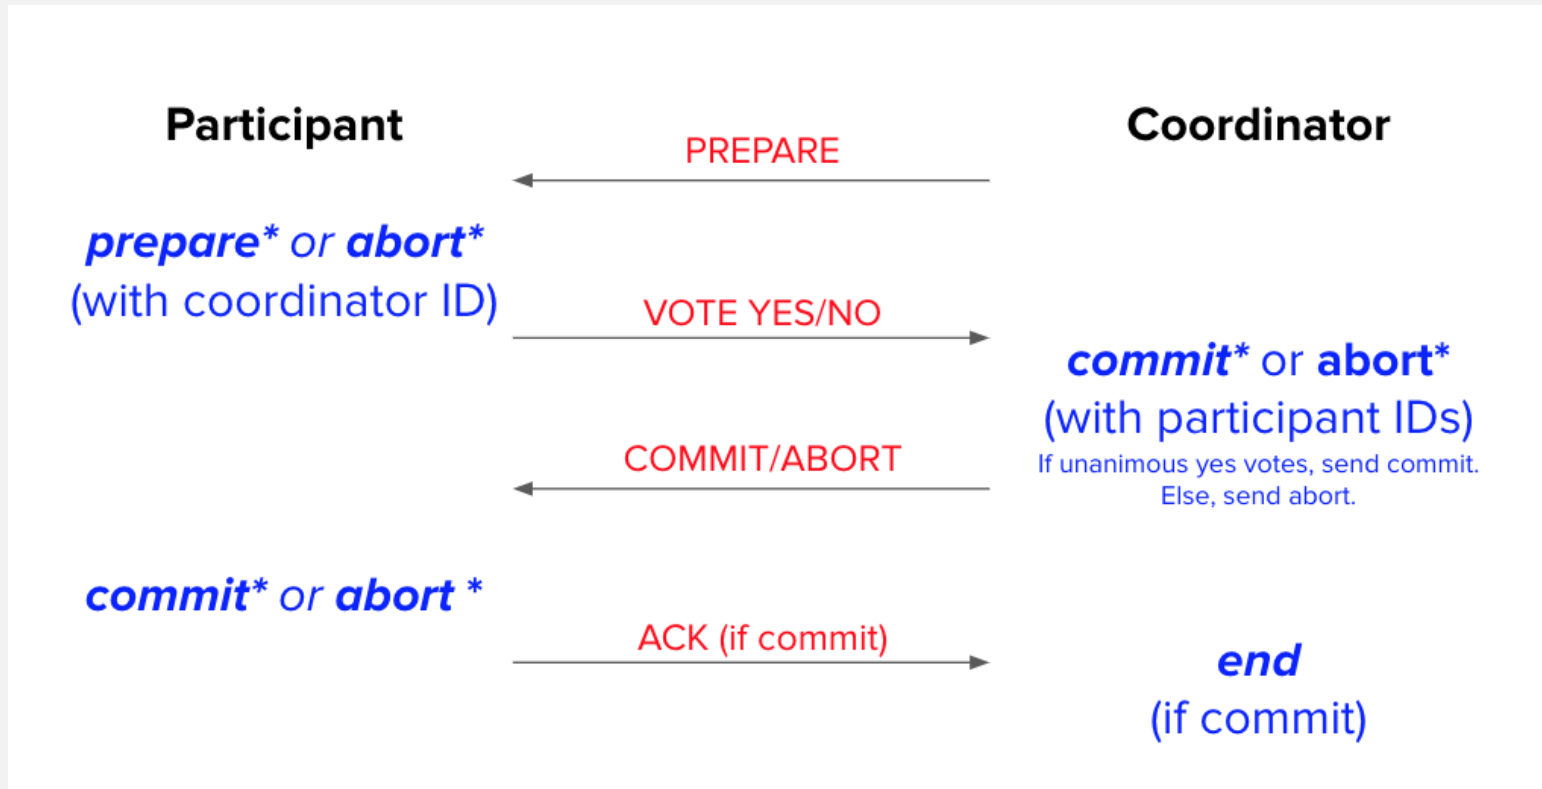 Participant
Coordinator
PREPARE
prepare* or abort*
(with coordinator ID)
VOTE YES/NO
commit* or abort*
(with participant IDs)
If unanimous yes votes, send commit.
Else, send abort.
COMMIT/ABORT
commit* or abort *
ACK (if commit)
end
(if commit)